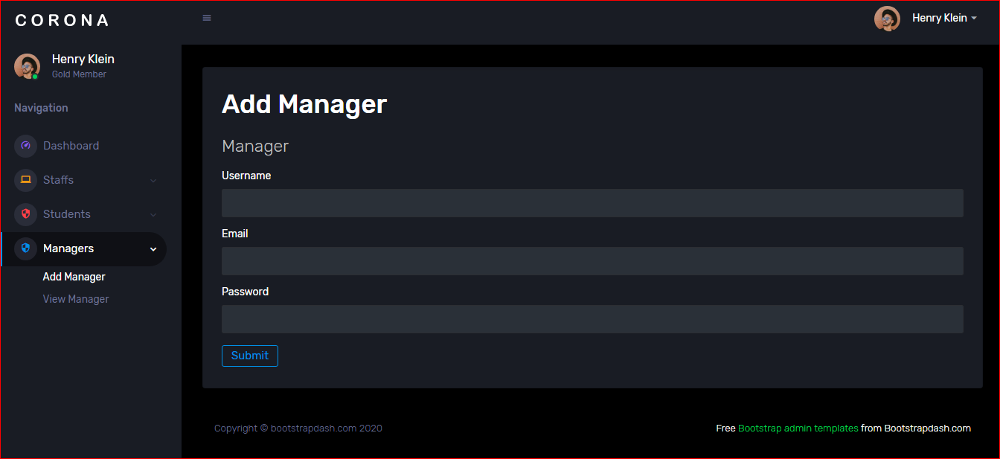 CORONA
Henry Klein
Henry Klein
Gold Member
Navigation
Dashboard
Staffs
Students
Managers
Add Manager
View Manager
Add Manager
Manager
Username
Email
Password
Submit
Copyright © bootstrapdash.com 2020
Free Bootstrap admin templates from Bootstrapdash.com